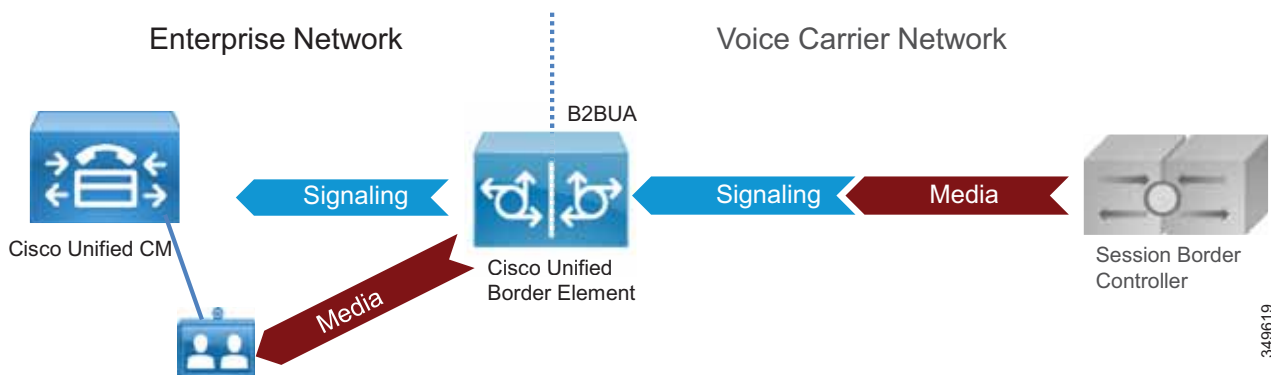 Enterprise Network
Voice Carrier Network
B2BUA
Signaling
Signaling
Media
Cisco Unified CM
Cisco Unified
Border Element
Session Border
Controller
Media
349619